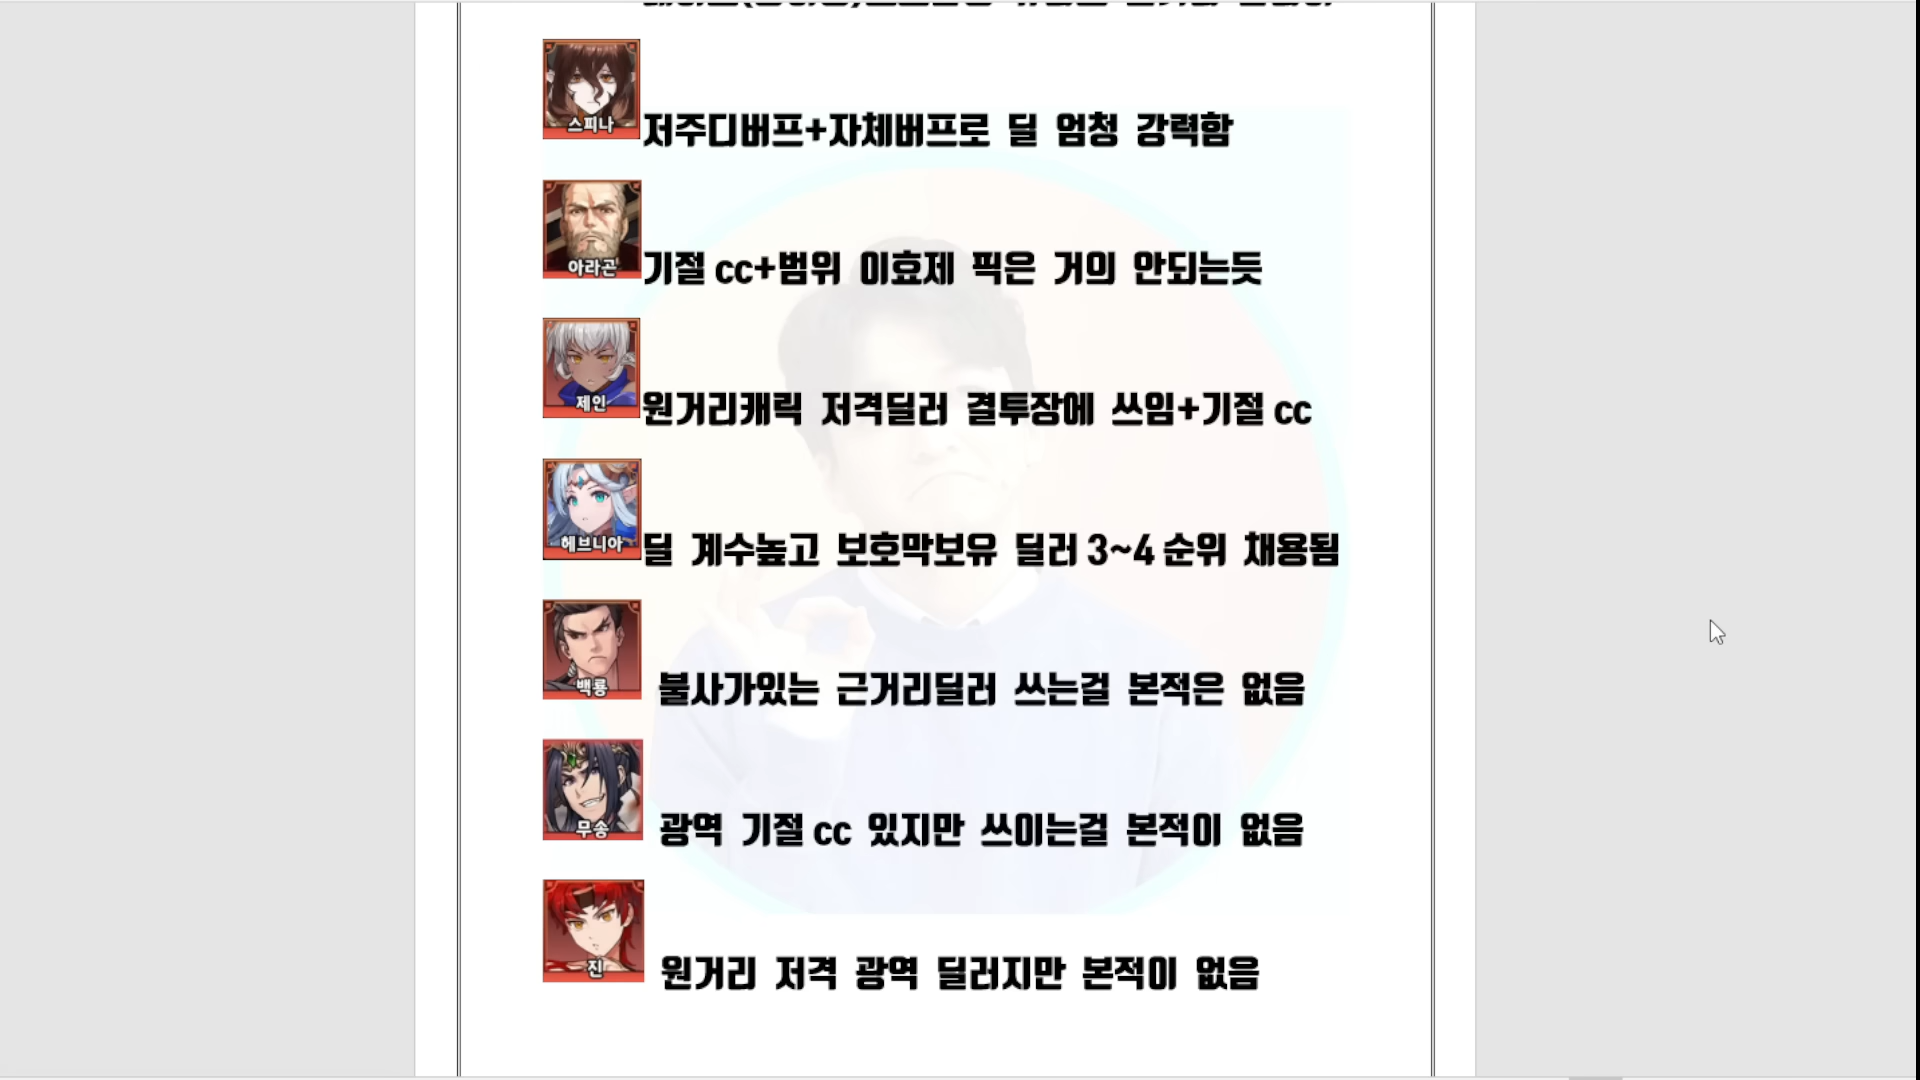 스피나
저주디버프+자체버프로 딜 엄청 강력함
아라곤
기절 cc+범위 이효제 픽은 거의 안되는듯
제인
원거리캐릭 저격딜러 결투장에 쓰임+기절 cc
헤브니아
딜 계수높고 보호막보유 딜러 3~4 순위 채용됨
백룡
불사가있는 근거리딜러 쓰는걸 본적은 없음
무송
광역 기절 cc 있지만 쓰이는걸 본적이 없음
진
원거리 저격 광역 딜러지만 본적이 없음